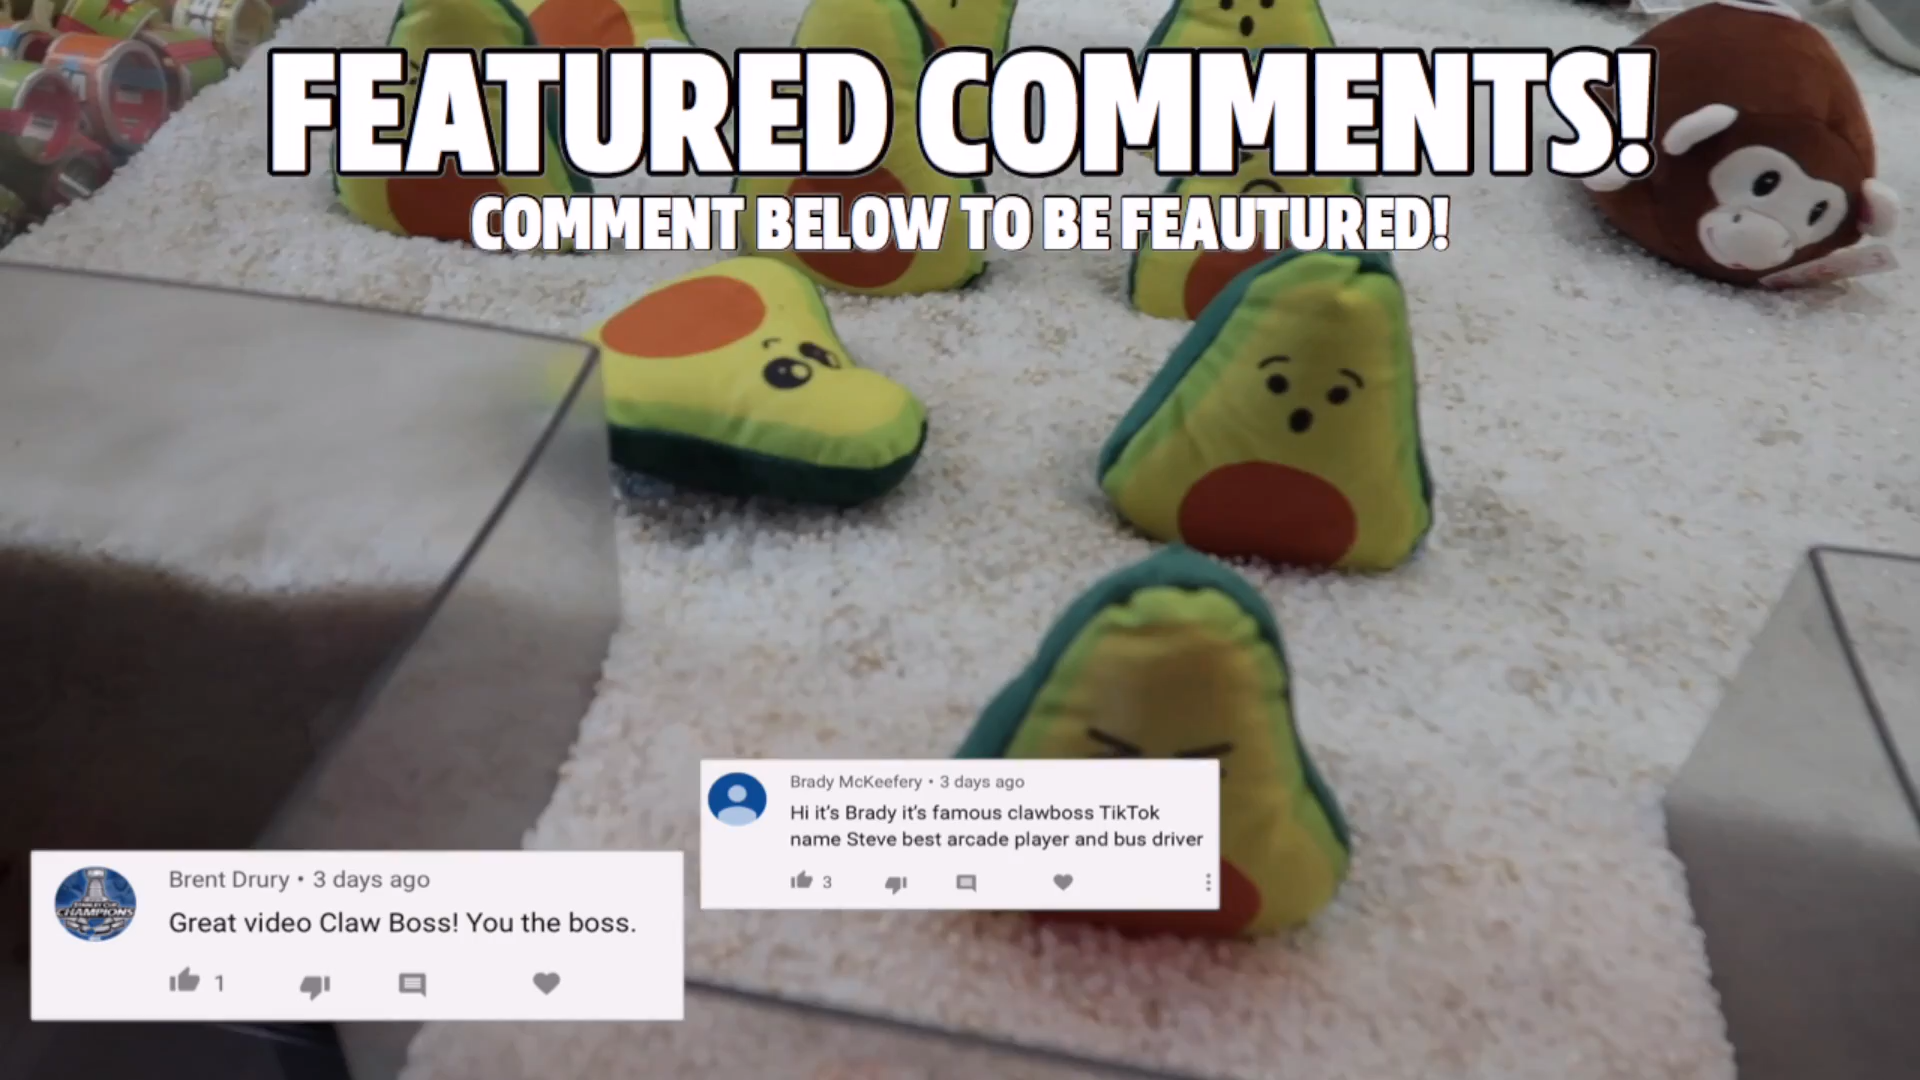 FEATURED COMMENTS!
COMMENT BELOW TO BE FEAUTURED!
Brady McKeefery • 3 days ago
Hi it's Brady it's famous clawboss TikTok
name Steve best arcade player and bus driver
3
Brent Drury • 3 days ago
Great video Claw Boss! You the boss.
1
CHAMPIONS